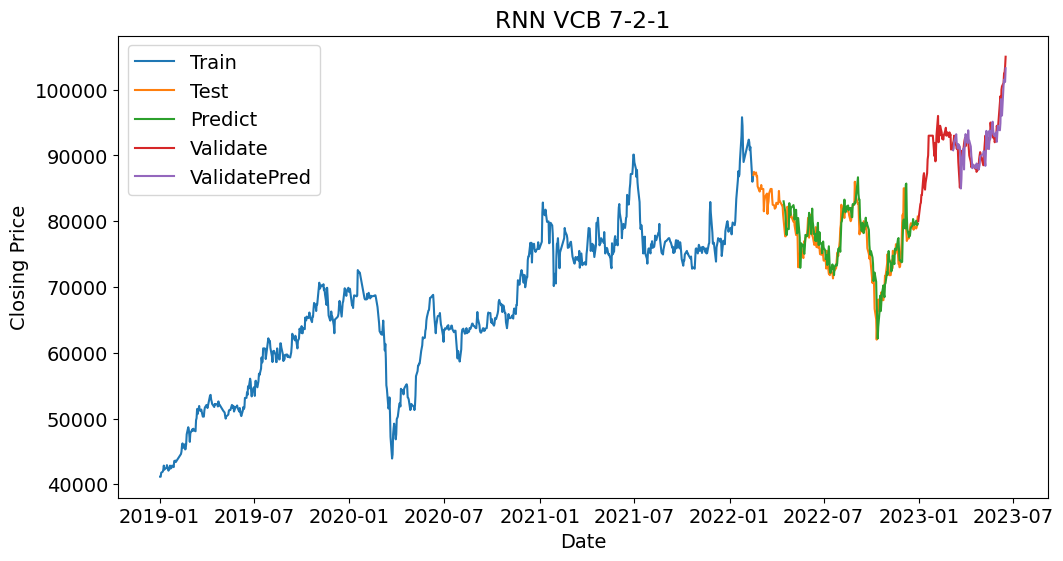 RNN VCB 7-2-1
Train
Test
Predict
Validate
ValidatePred
Closing Price
100000
90000
80000
70000
60000
50000
40000
2019-01 2019-07 2020-01 2020-07 2021-01 2021-07 2022-01 2022-07 2023-01 2023-07
Date